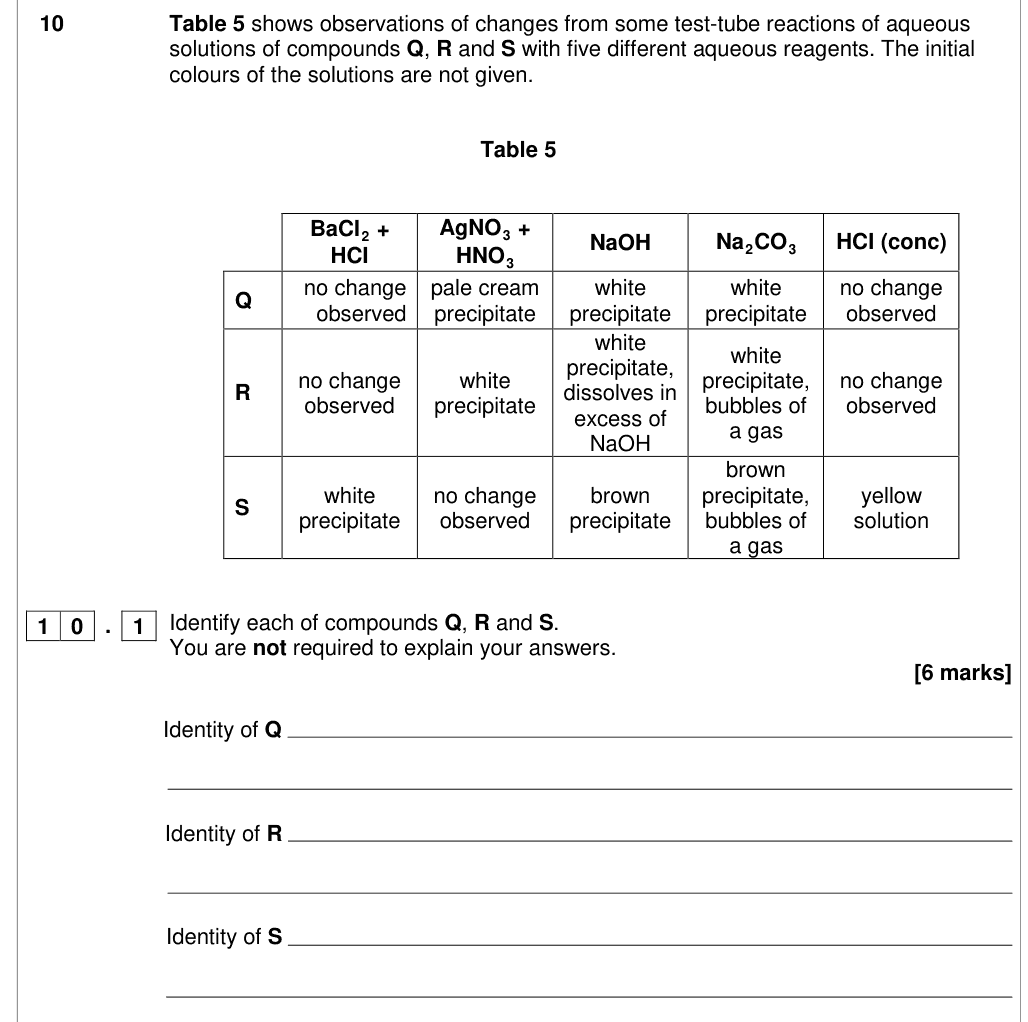 10
Table 5 shows observations of changes from some test-tube reactions of aqueous
solutions of compounds Q, R and S with five different aqueous reagents. The initial
colours of the solutions are not given.
Table 5
BaCl₂ + HCl | AgNO₃ + HNO₃ | NaOH | Na₂CO₃ | HCl (conc)
Q | no change observed | pale cream precipitate | white precipitate | white precipitate | no change observed
R | no change observed | white precipitate | white precipitate, dissolves in excess of NaOH | white precipitate, bubbles of a gas | no change observed
S | white precipitate | no change observed | brown precipitate | brown precipitate, bubbles of a gas | yellow solution
1 0 . 1 Identify each of compounds Q, R and S.
You are not required to explain your answers.
[6 marks]
Identity of Q
Identity of R
Identity of S